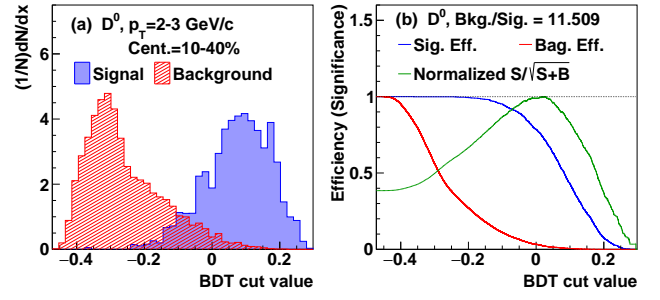 (a) D⁰, p_T=2-3 GeV/c
Cent.=10-40%
Signal Background
(1/N)dN/dx
6
4
2
0
−0.4 −0.2 0 0.2
BDT cut value
(b) D⁰, Bkg./Sig. = 11.509
Sig. Eff. Bag. Eff.
Normalized S/√S+B
Efficiency (Significance)
1.5
1
0.5
0
−0.4 −0.2 0 0.2
BDT cut value